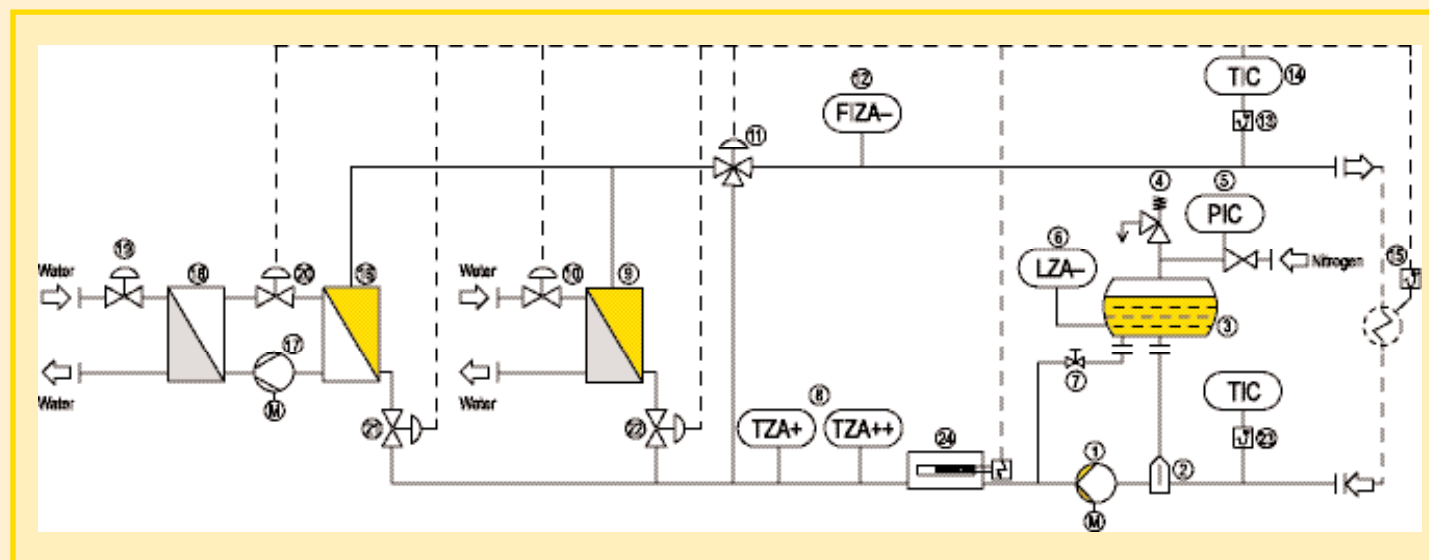 TIC ⑭
⑫
FIZA–
⑬
⑪
④ ⑤
PIC
⑥
LZA–
Nitrogen
⑮
⑲
Water
⑱ ⑳ ⑯
Water
⑩ ⑨
③
⑰
⑦
Water
M
Water
TIC
⑧
㉑ ㉒
TZA+ TZA++
㉔
㉓
① ②
M